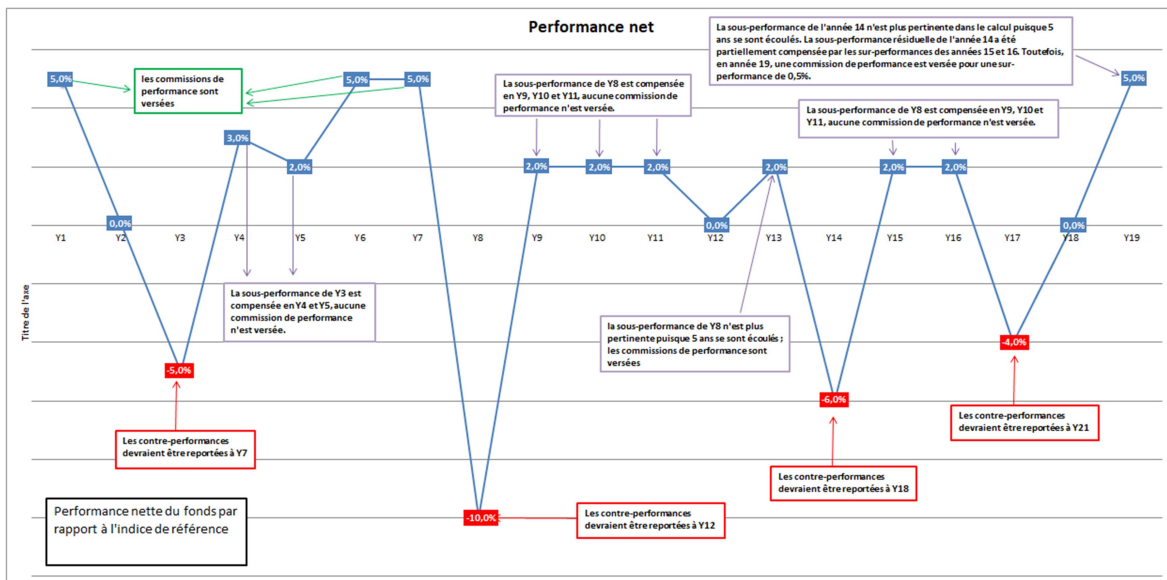 Performance net
La sous-performance de l'année 14 n'est plus pertinente dans le calcul puisque 5
ans se sont écoulés. La sous-performance résiduelle de l'année 14 a été
partiellement compensée par les sur-performances des années 15 et 16. Toutefois,
en année 19, une commission de performance est versée pour une sur-
performance de 0,5%.
les commissions de
performance sont
versées
La sous-performance de Y8 est compensée
en Y9, Y10 et Y11, aucune commission de
performance n'est versée.
La sous-performance de Y8 est compensée en Y9, Y10 et
Y11, aucune commission de performance n'est versée.
5,0%
0,0%
-5,0%
3,0%
2,0%
5,0%
5,0%
-10,0%
2,0%
2,0%
2,0%
0,0%
2,0%
-6,0%
2,0%
2,0%
-4,0%
0,0%
5,0%
Y1
Y2
Y3
Y4
Y5
Y6
Y7
Y8
Y9
Y10
Y11
Y12
Y13
Y14
Y15
Y16
Y17
Y18
Y19
Titre de l'axe
La sous-performance de Y3 est
compensée en Y4 et Y5, aucune
commission de performance
n'est versée.
la sous-performance de Y8 n'est plus
pertinente puisque 5 ans se sont écoulés ;
les commissions de performance sont
versées
Les contre-performances
devraient être reportées à Y7
Les contre-performances
devraient être reportées à Y21
Les contre-performances
devraient être reportées à Y18
Les contre-performances
devraient être reportées à Y12
Performance nette du fonds par
rapport à l'indice de référence